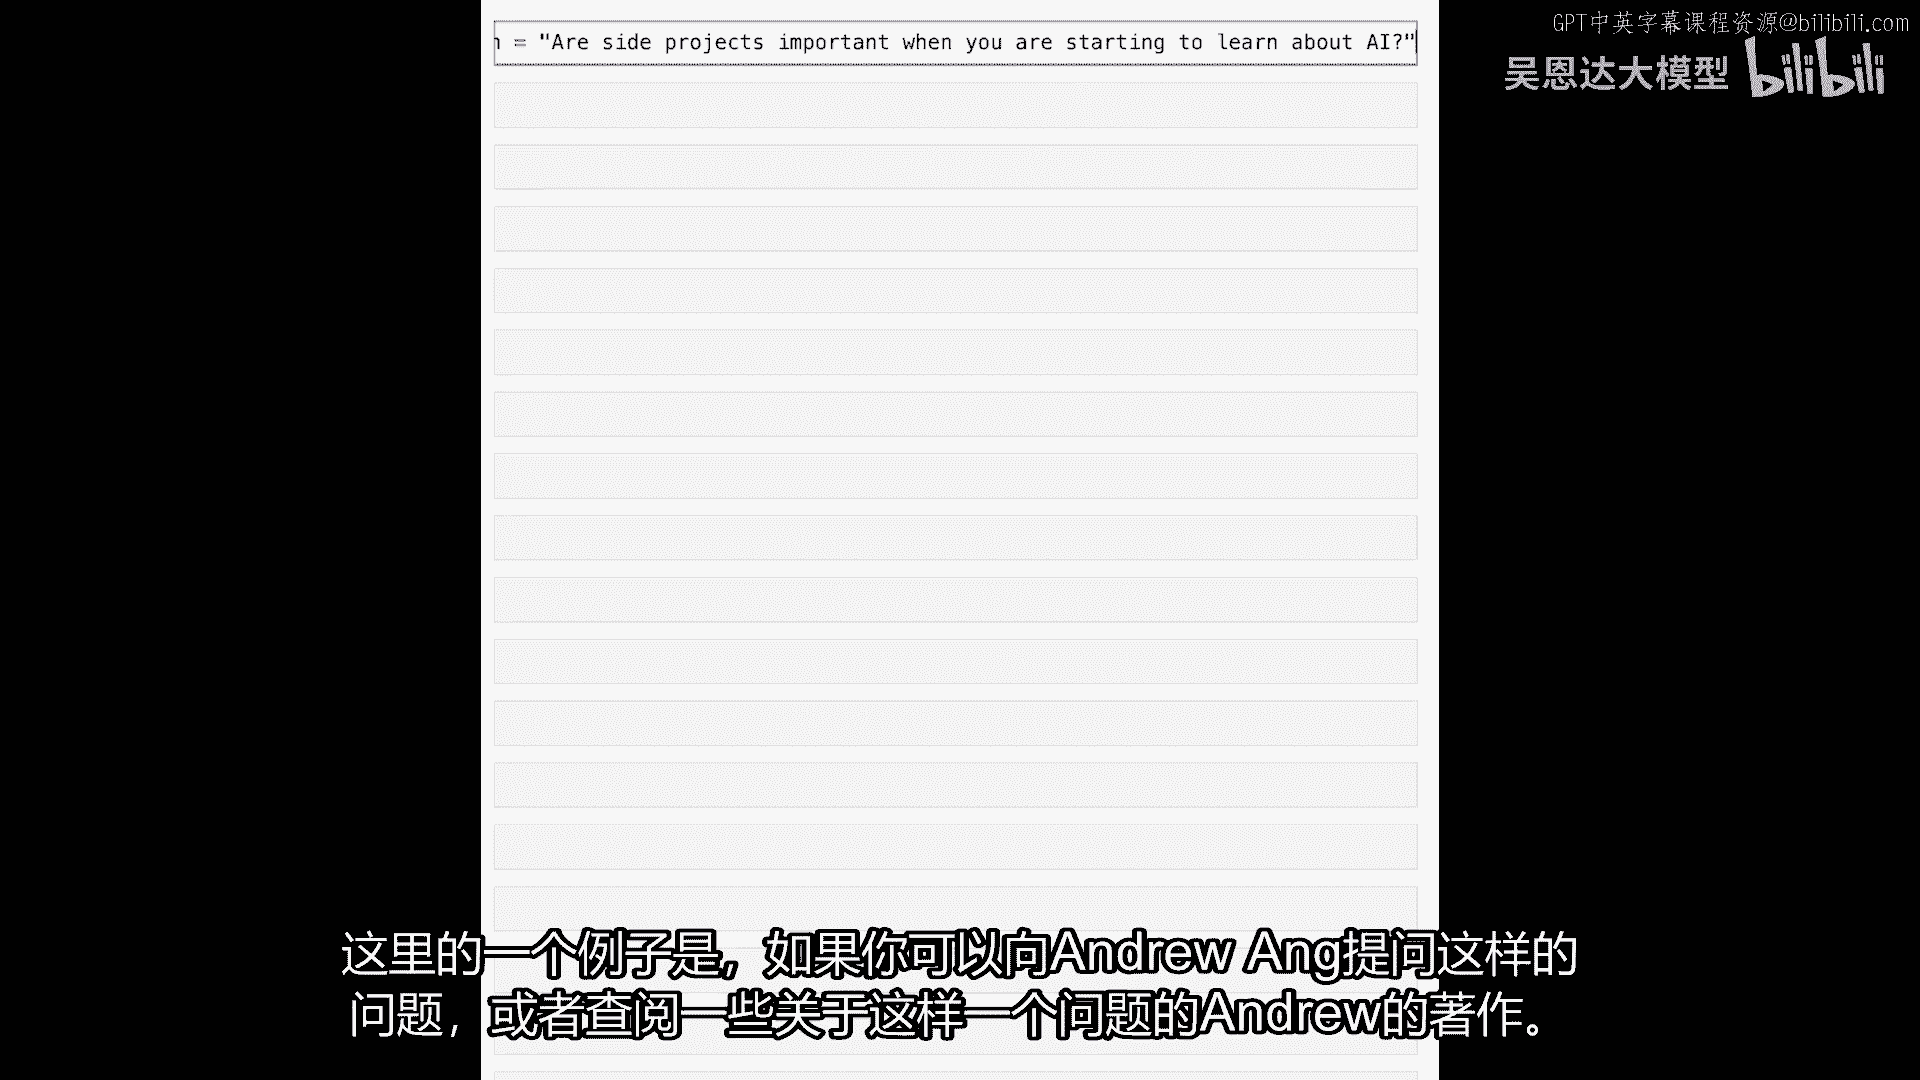 GPT中英字幕课程资源@bilibili.com
吴恩达大模型 bilibili
= "Are side projects important when you are starting to learn about AI?"
这里的一个例子是，如果你可以向Andrew Ang提问这样的
问题，或者查阅一些关于这样一个问题的Andrew的著作。